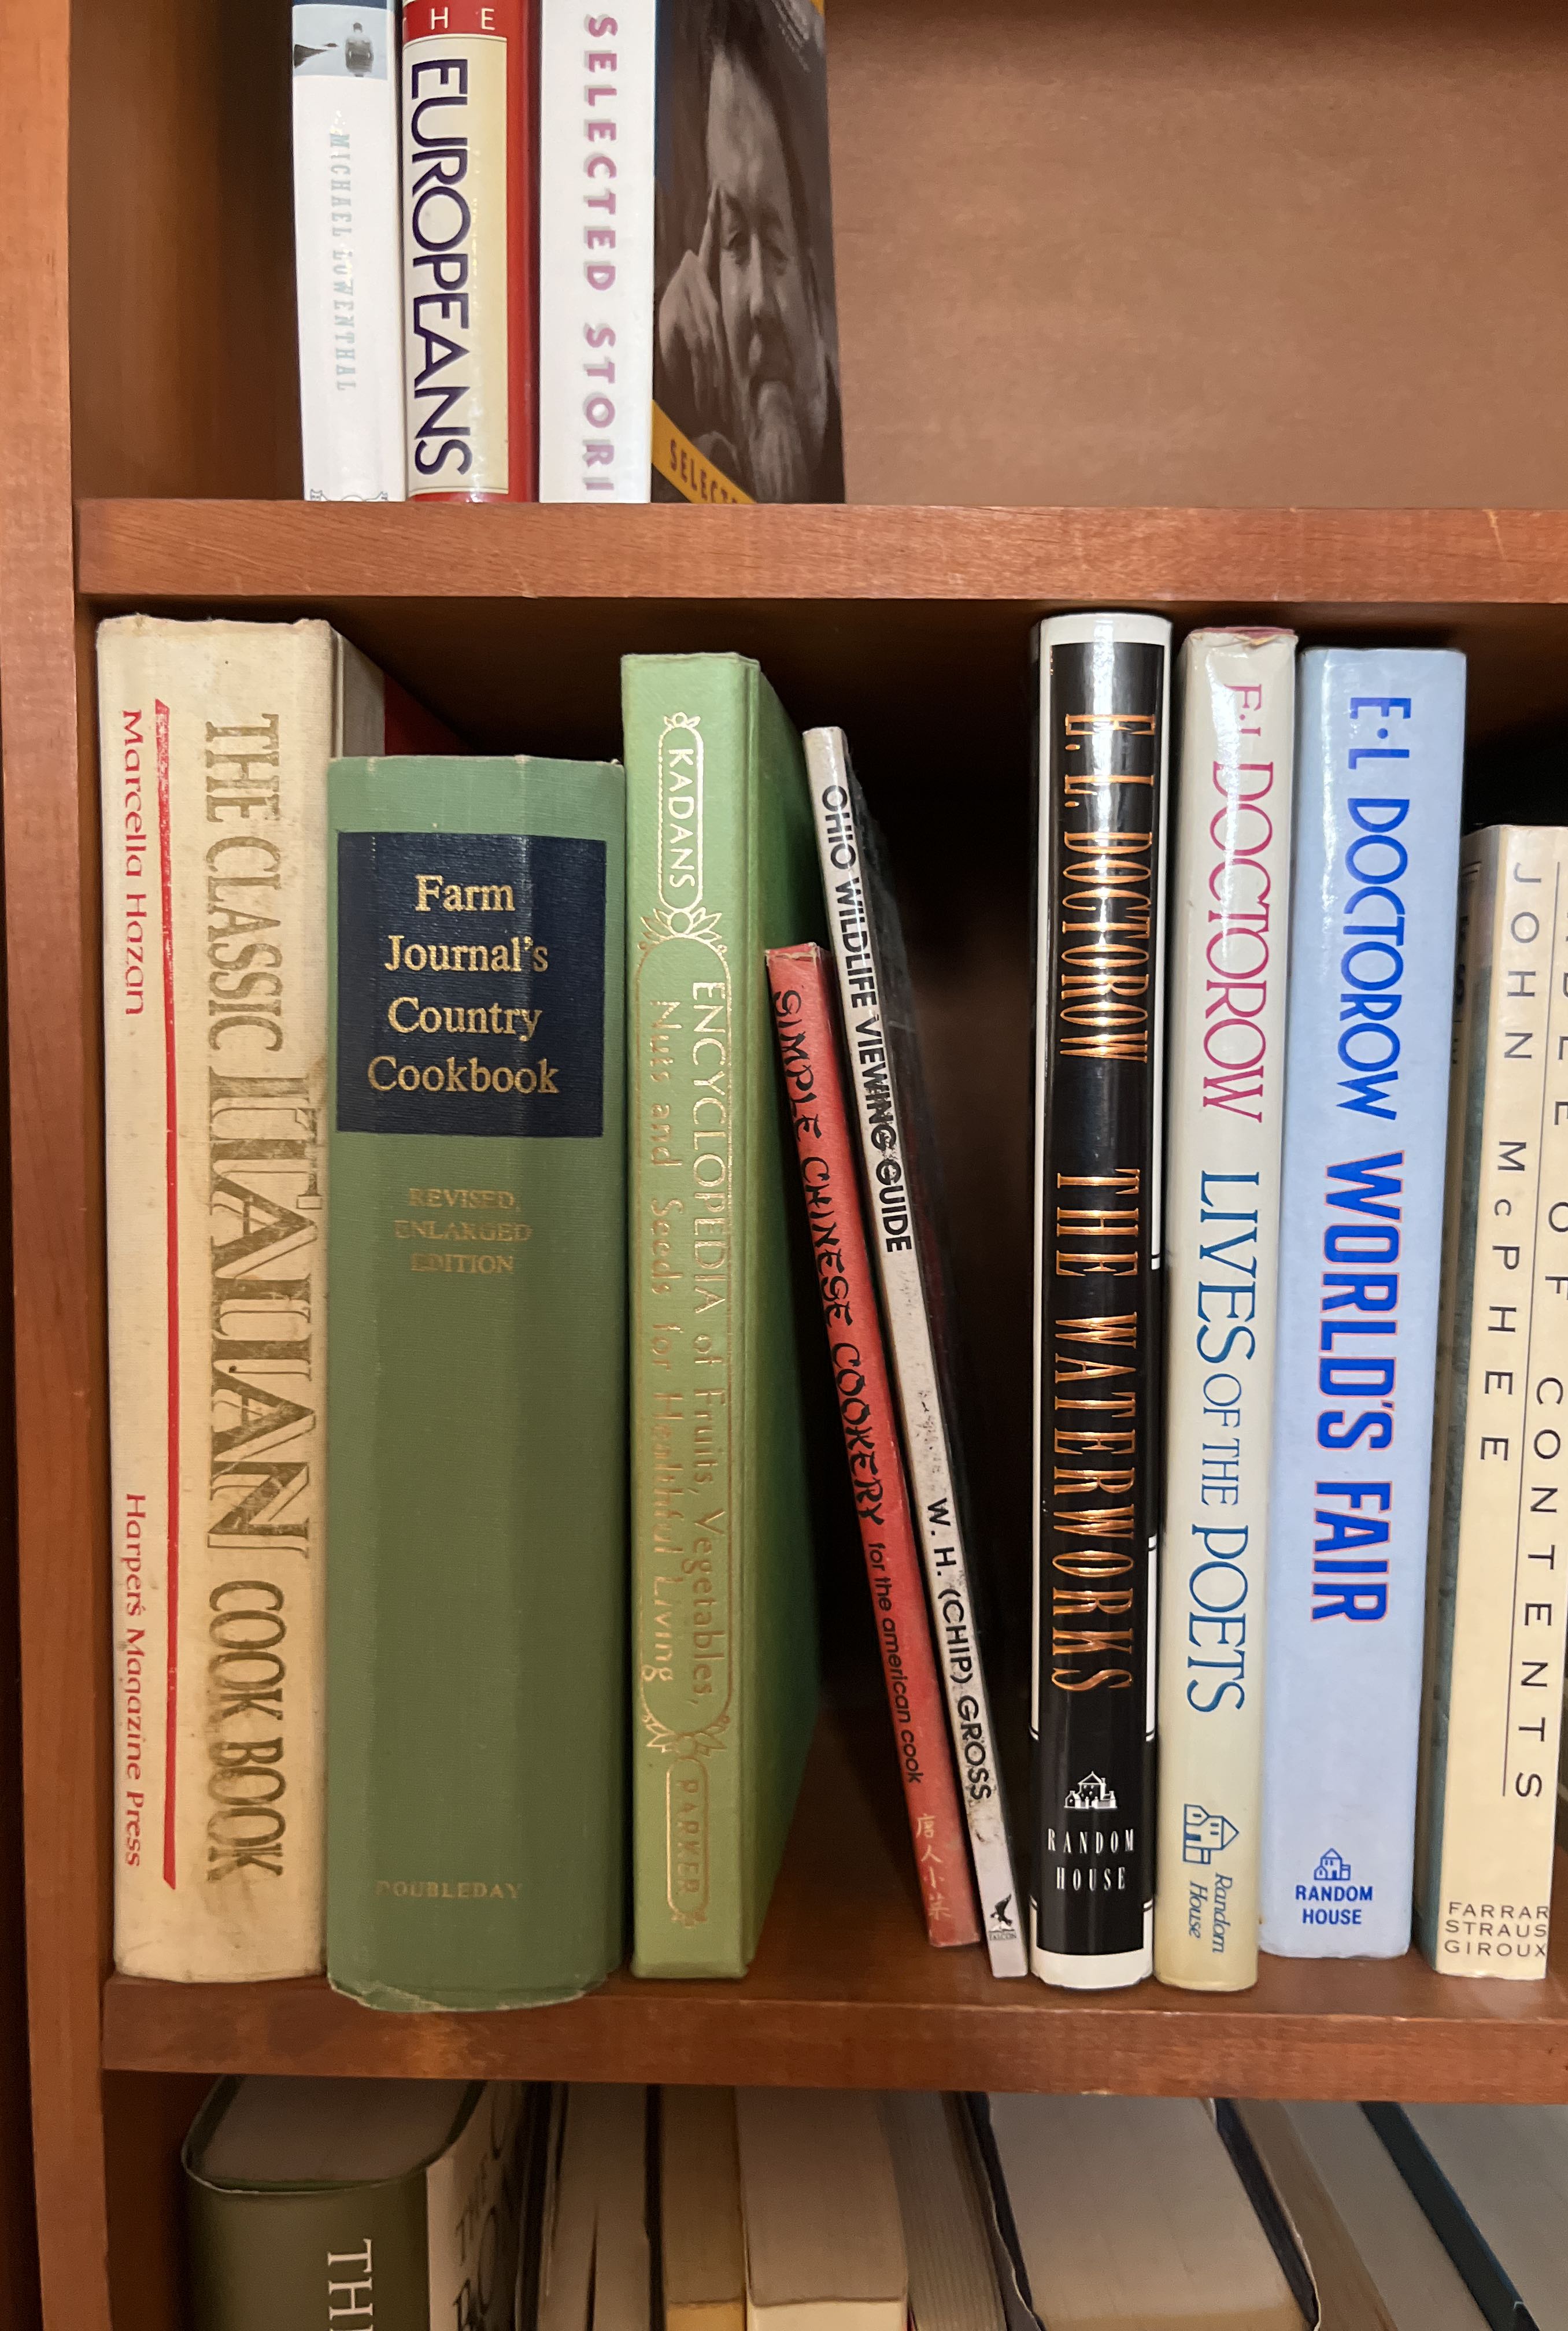 MICHAEL LOWENTHAL
THE
EUROPEANS
SELECTED STORI
SELECT
Marcella Hazan
Harper's Magazine Press
THE CLASSIC ITALIAN COOK BOOK
Farm
Journal's
Country
Cookbook
REVISED,
ENLARGED
EDITION
DOUBLEDAY
KADANS
ENCYCLOPEDIA of Fruits, Vegetables,
Nuts and Seeds for Healthful Living
PARKER
SIMPLE CHINESE COOKERY for the american cook
唐人小菜
OHIO WILDLIFE VIEWING GUIDE
W. H. (CHIP) GROSS
FALCON
E. L. DOCTOROW THE WATERWORKS
RANDOM
HOUSE
E·L DOCTOROW LIVES OF THE POETS
Random
House
E·L DOCTOROW WORLD'S FAIR
RANDOM
HOUSE
OF CONTENTS
JOHN McPHEE
FARRAR
STRAUS
GIROUX
TH